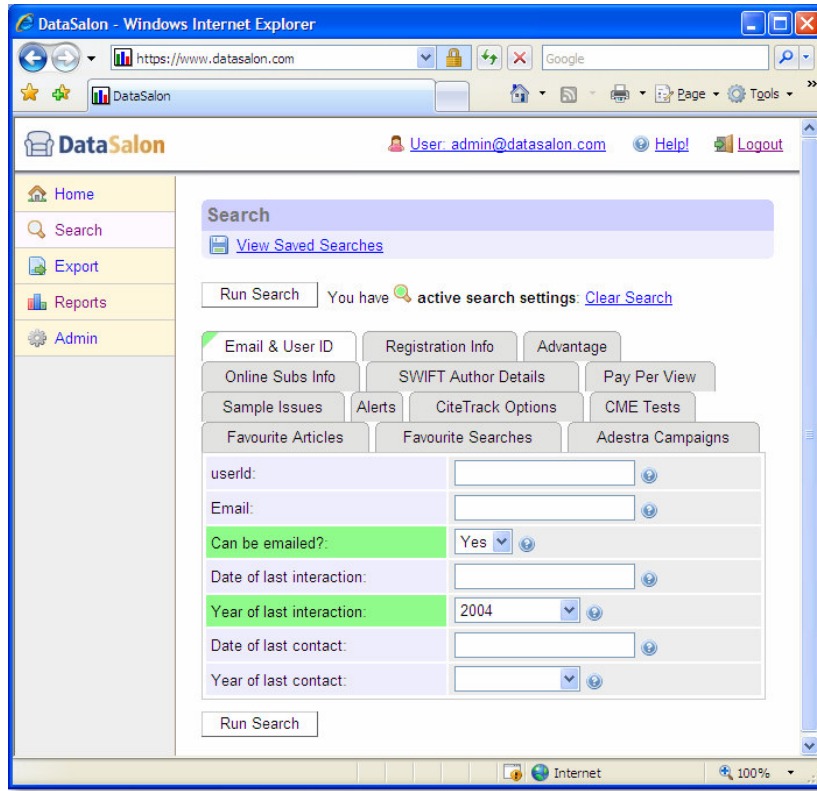 DataSalon - Windows Internet Explorer
https://www.datasalon.com
Google
DataSalon
Page
Tools
»
DataSalon
User: admin@datasalon.com
Help!
Logout
Home
Search
Export
Reports
Admin
Search
View Saved Searches
Run Search You have active search settings: Clear Search
Email & User ID Registration Info Advantage
Online Subs Info SWIFT Author Details Pay Per View
Sample Issues Alerts CiteTrack Options CME Tests
Favourite Articles Favourite Searches Adestra Campaigns
userId:
Email:
Can be emailed?: Yes
Date of last interaction:
Year of last interaction: 2004
Date of last contact:
Year of last contact:
Run Search
Internet 100%